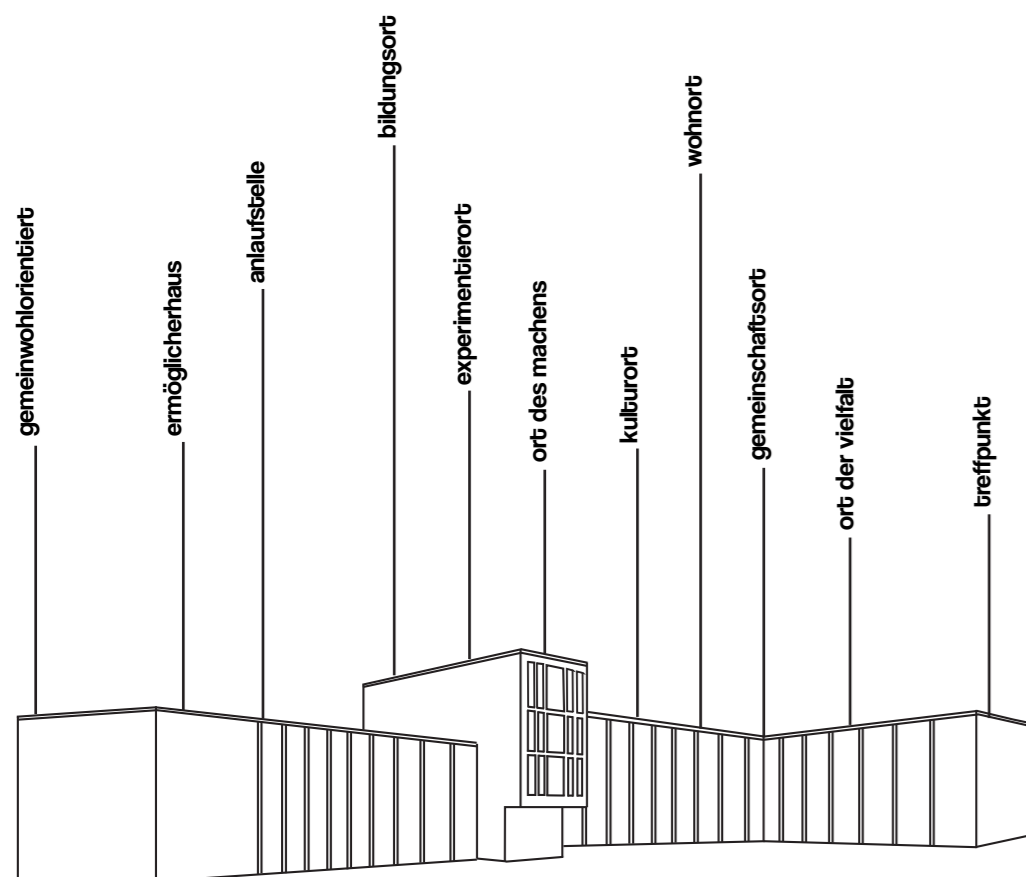 gemeinwohlorientiert
ermöglicherhaus
anlaufstelle
bildungsort
experimentierort
ort des machens
kulturort
wohnort
gemeinschaftsort
ort der vielfalt
treffpunkt